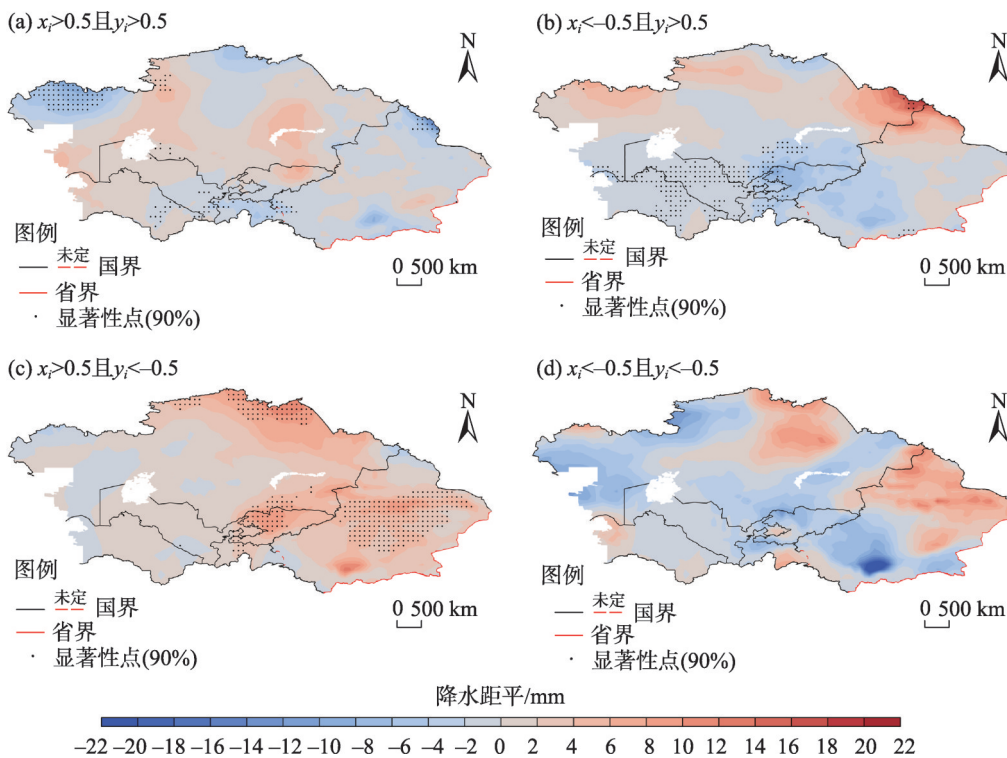 (a) xᵢ>0.5且yᵢ>0.5
N
图例
未定
国界
省界
显著性点(90%)
0 500 km
(b) xᵢ<–0.5且yᵢ>0.5
N
图例
未定
国界
省界
显著性点(90%)
0 500 km
(c) xᵢ>0.5且yᵢ<–0.5
N
图例
未定
国界
省界
显著性点(90%)
0 500 km
(d) xᵢ<–0.5且yᵢ<–0.5
N
图例
未定
国界
省界
显著性点(90%)
0 500 km
降水距平/mm
–22 –20 –18 –16 –14 –12 –10 –8 –6 –4 –2 0 2 4 6 8 10 12 14 16 18 20 22